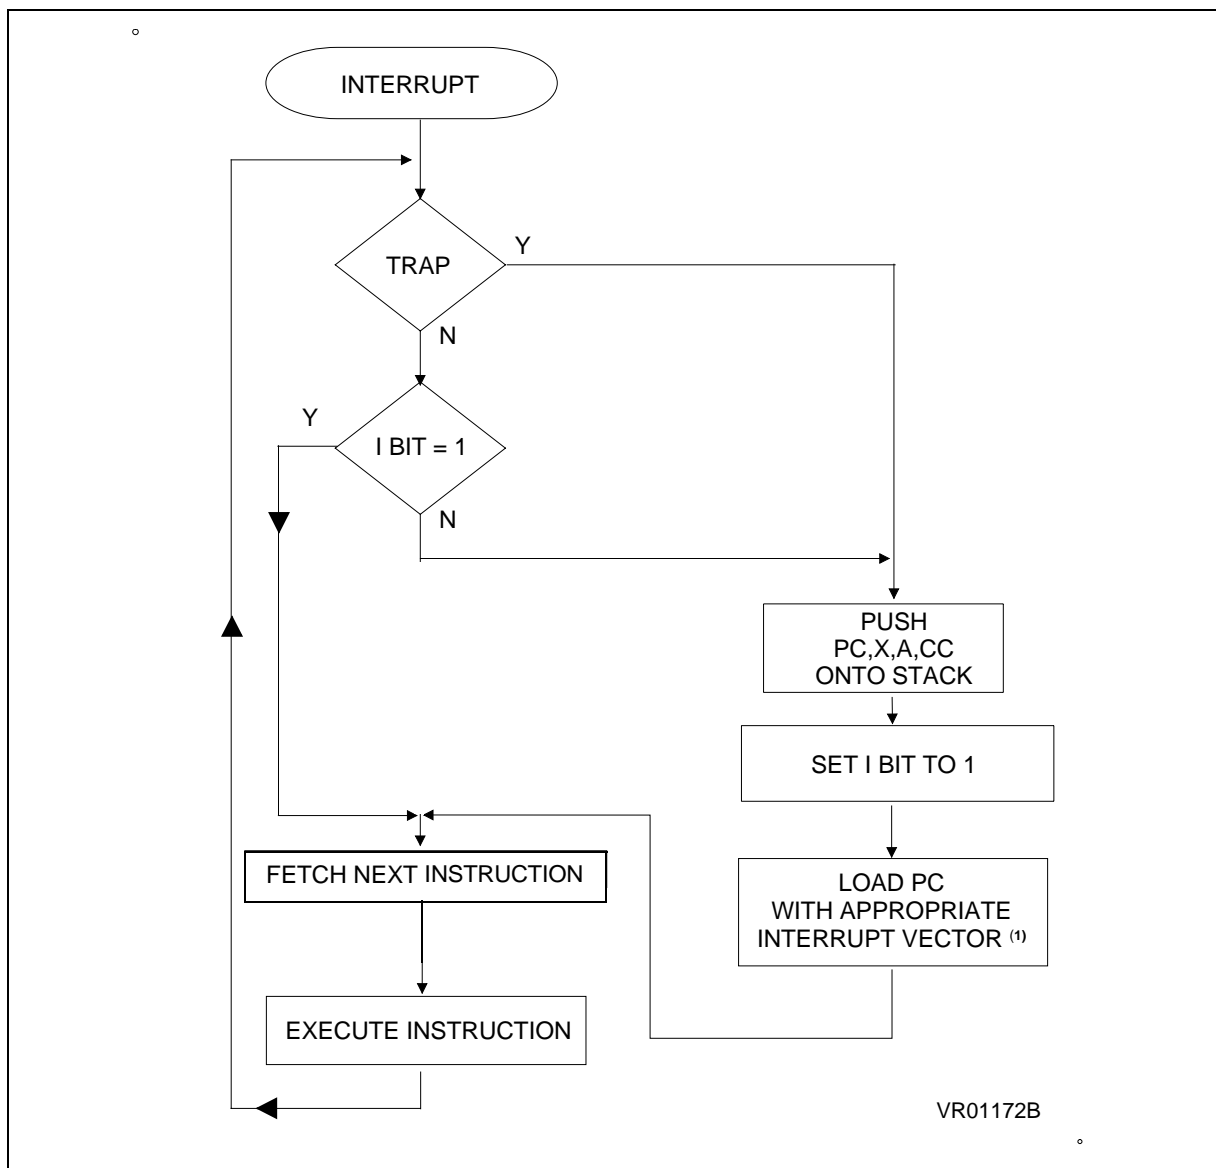 INTERRUPT
TRAP
Y
N
Y
I BIT = 1
N
PUSH
PC,X,A,CC
ONTO STACK
SET I BIT TO 1
FETCH NEXT INSTRUCTION
LOAD PC
WITH APPROPRIATE
INTERRUPT VECTOR (1)
EXECUTE INSTRUCTION
VR01172B